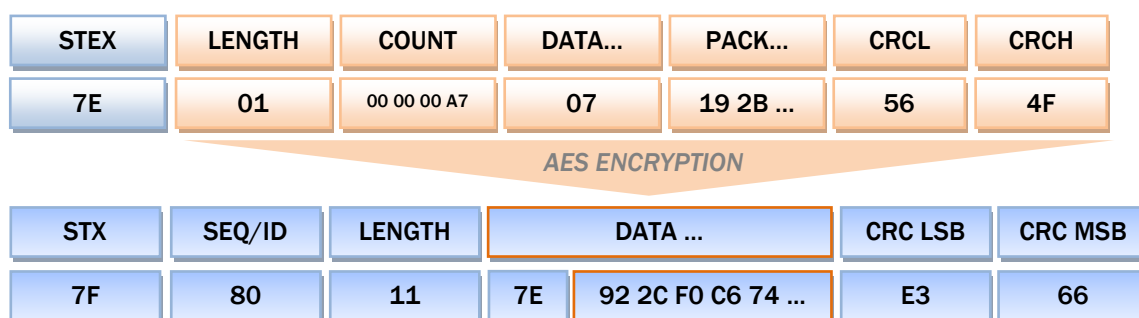 STEX LENGTH COUNT DATA... PACK... CRCL CRCH
7E 01 00 00 00 A7 07 19 2B ... 56 4F
AES ENCRYPTION
STX SEQ/ID LENGTH DATA ... CRC LSB CRC MSB
7F 80 11 7E 92 2C F0 C6 74 ... E3 66